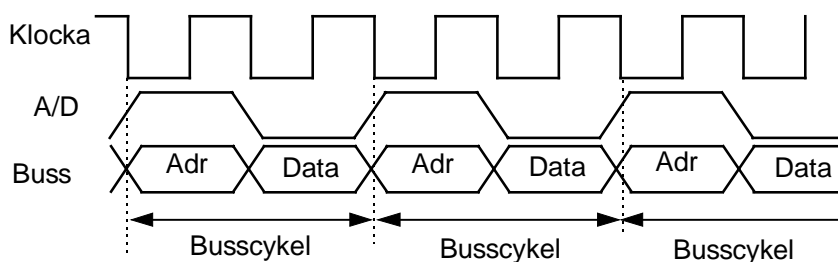 Klocka
A/D
Buss Adr Data Adr Data Adr Data
Busscykel Busscykel Busscykel